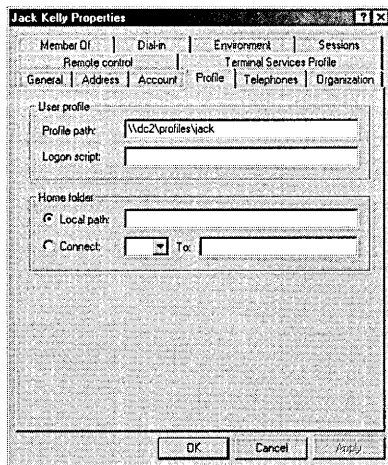 Jack Kelly Properties
Member Of Dial-in Environment Sessions
Remote control Terminal Services Profile
General Address Account Profile Telephones Organization
User profile
Profile path: \\dc2\profiles\jack
Logon script:
Home folder
Local path:
Connect: To:
OK Cancel Apply